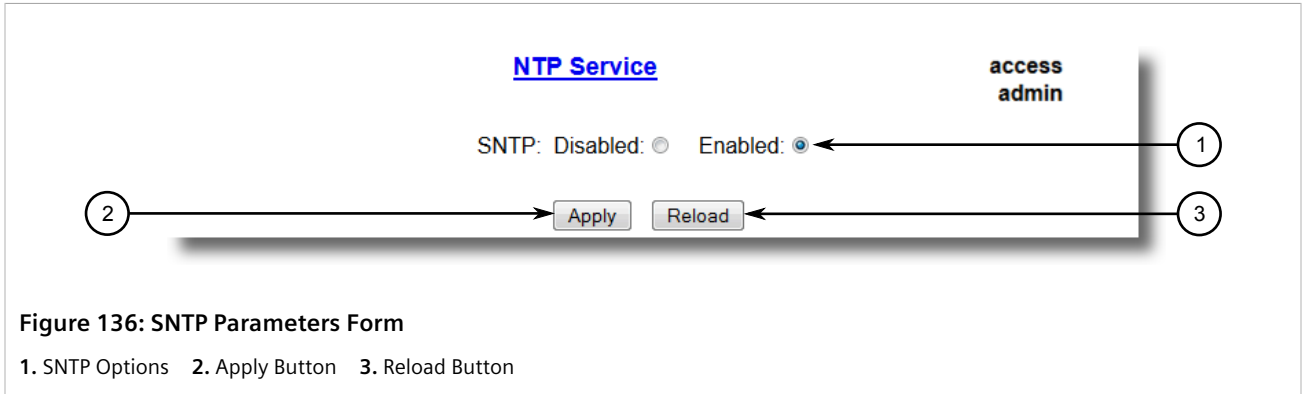 NTP Service
access
admin
SNTP: Disabled: Enabled:
1
2
Apply Reload
3
Figure 136: SNTP Parameters Form
1. SNTP Options 2. Apply Button 3. Reload Button